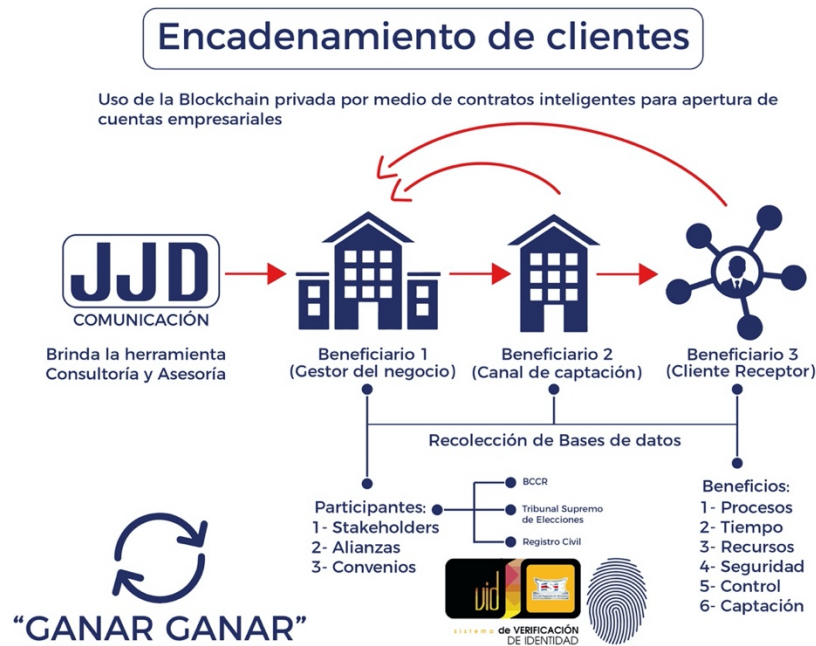 Encadenamiento de clientes
Uso de la Blockchain privada por medio de contratos inteligentes para apertura de
cuentas empresariales
JJD
COMUNICACIÓN
Brinda la herramienta
Consultoría y Asesoría
Beneficiario 1
(Gestor del negocio)
Beneficiario 2
(Canal de captación)
Beneficiario 3
(Cliente Receptor)
Recolección de Bases de datos
Participantes:
1- Stakeholders
2- Alianzas
3- Convenios
BCCR
Tribunal Supremo
de Elecciones
Registro Civil
vid
sistema de VERIFICACIÓN
DE IDENTIDAD
Beneficios:
1- Procesos
2- Tiempo
3- Recursos
4- Seguridad
5- Control
6- Captación
“GANAR GANAR”